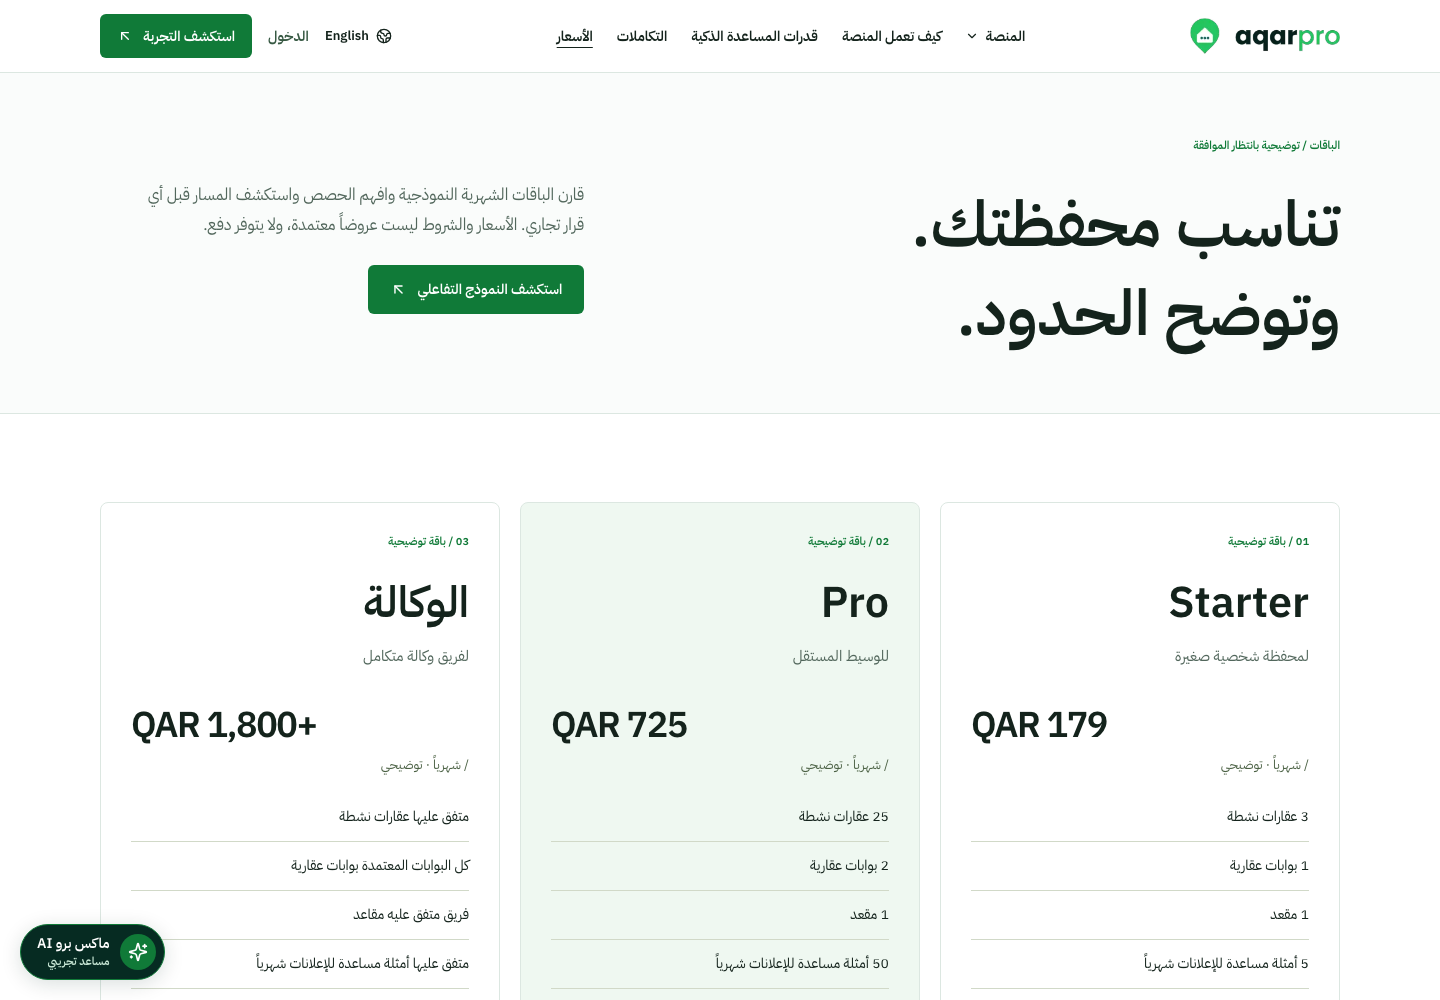 aqarpro
المنصة
كيف تعمل المنصة
قدرات المساعدة الذكية
التكاملات
الأسعار
English
الدخول
استكشف التجربة
الباقات / توضيحية بانتظار الموافقة
تناسب محفظتك.
وتوضح الحدود.
قارن الباقات الشهرية النموذجية وافهم الحصص واستكشف المسار قبل أي
قرار تجاري. الأسعار والشروط ليست عروضاً معتمدة، ولا يتوفر دفع.
استكشف النموذج التفاعلي
01 / باقة توضيحية
Starter
لمحفظة شخصية صغيرة
QAR 179
/ شهرياً · توضيحي
3 عقارات نشطة
1 بوابات عقارية
1 مقعد
5 أمثلة مساعدة للإعلانات شهرياً
02 / باقة توضيحية
Pro
للوسيط المستقل
QAR 725
/ شهرياً · توضيحي
25 عقارات نشطة
2 بوابات عقارية
1 مقعد
50 أمثلة مساعدة للإعلانات شهرياً
03 / باقة توضيحية
الوكالة
لفريق وكالة متكامل
QAR 1,800+
/ شهرياً · توضيحي
متفق عليها عقارات نشطة
كل البوابات المعتمدة بوابات عقارية
فريق متفق عليه مقاعد
متفق عليها أمثلة مساعدة للإعلانات شهرياً
ماكس برو AI
مساعد تجريبي